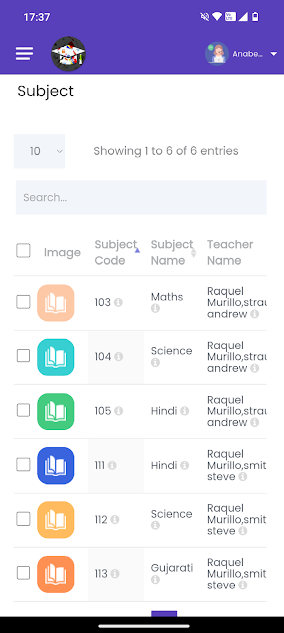 17:37
Anabe...
Subject
10
Showing 1 to 6 of 6 entries
Search...
Image
Subject
Code
Subject
Name
Teacher
Name
103
Maths
Raquel
Murillo,strau
andrew
104
Science
Raquel
Murillo,strau
andrew
105
Hindi
Raquel
Murillo,strau
andrew
111
Hindi
Raquel
Murillo,smit
steve
112
Science
Raquel
Murillo,smit
steve
113
Gujarati
Raquel
Murillo,smit
steve